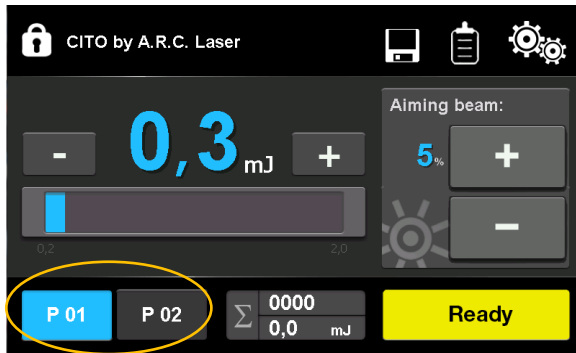 CITO by A.R.C. Laser
Aiming beam:
- 0,3 mJ +
5% +
-
0,2 2,0
P 01 P 02 Σ 0000 Ready
0,0 mJ